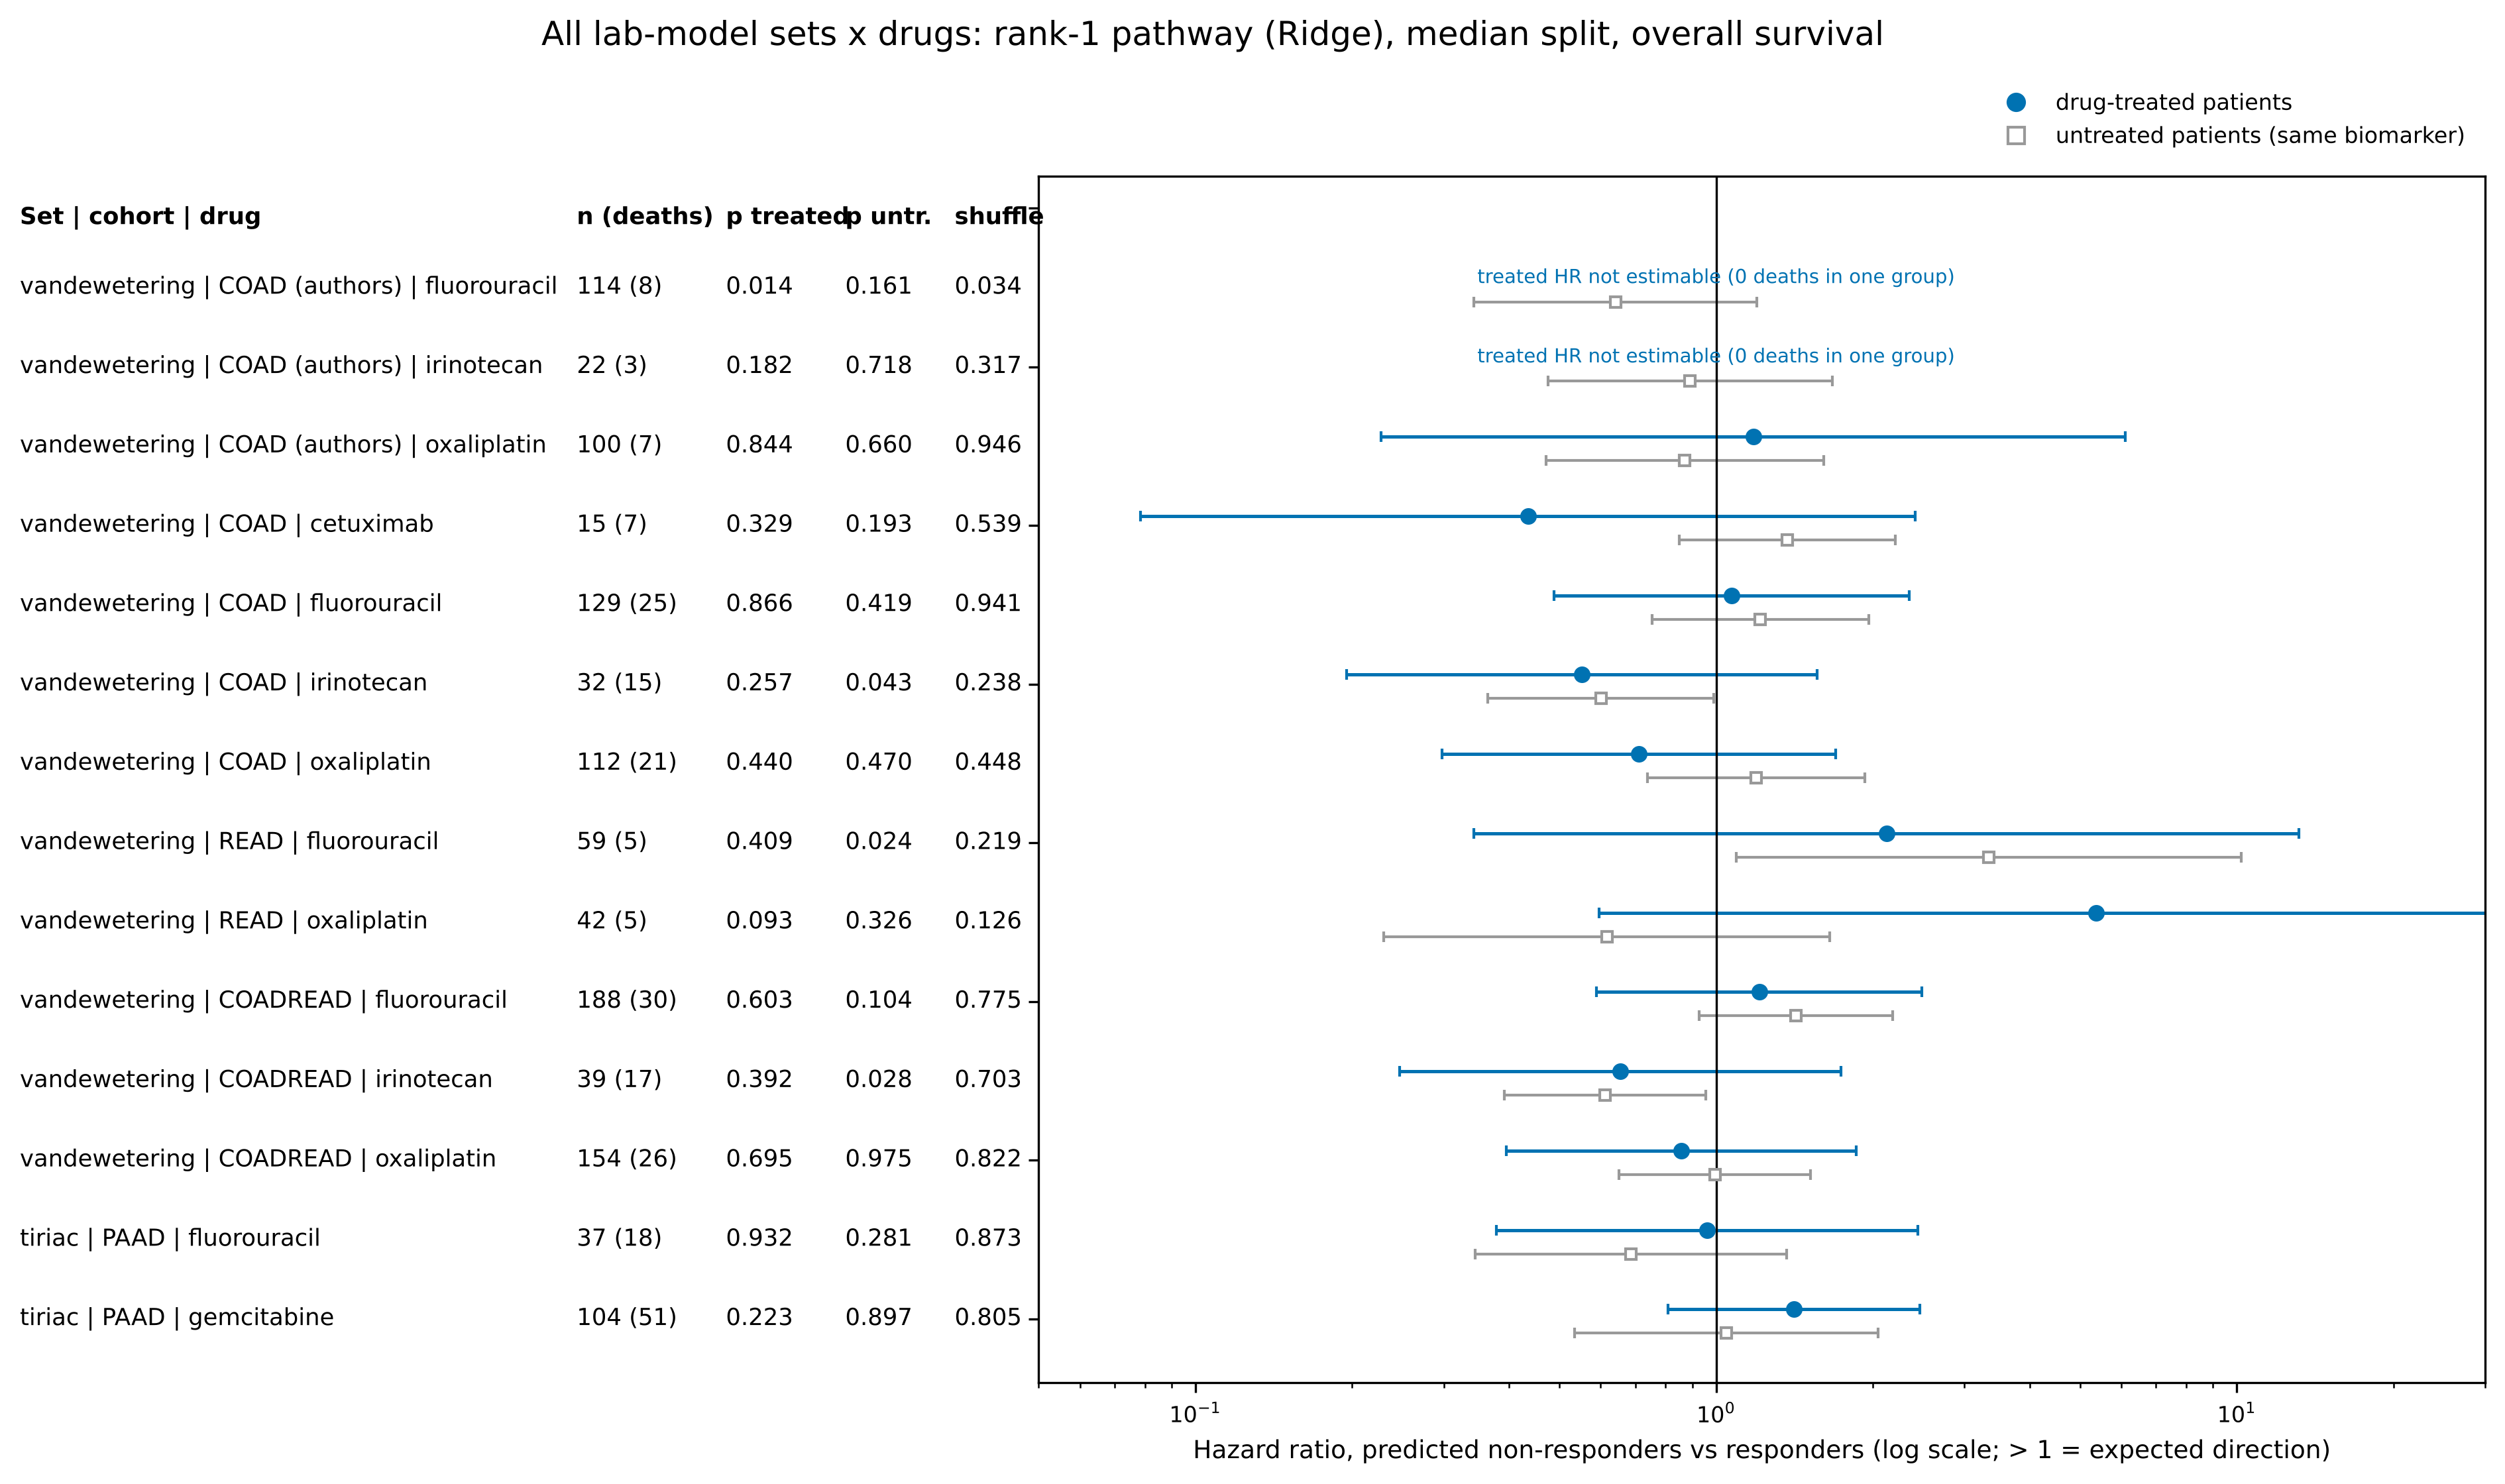 All lab-model sets x drugs: rank-1 pathway (Ridge), median split, overall survival
drug-treated patients
untreated patients (same biomarker)
Set | cohort | drug n (deaths) p treated p untr. shuffle
vandewetering | COAD (authors) | fluorouracil 114 (8) 0.014 0.161 0.034
treated HR not estimable (0 deaths in one group)
vandewetering | COAD (authors) | irinotecan 22 (3) 0.182 0.718 0.317
treated HR not estimable (0 deaths in one group)
vandewetering | COAD (authors) | oxaliplatin 100 (7) 0.844 0.660 0.946
vandewetering | COAD | cetuximab 15 (7) 0.329 0.193 0.539
vandewetering | COAD | fluorouracil 129 (25) 0.866 0.419 0.941
vandewetering | COAD | irinotecan 32 (15) 0.257 0.043 0.238
vandewetering | COAD | oxaliplatin 112 (21) 0.440 0.470 0.448
vandewetering | READ | fluorouracil 59 (5) 0.409 0.024 0.219
vandewetering | READ | oxaliplatin 42 (5) 0.093 0.326 0.126
vandewetering | COADREAD | fluorouracil 188 (30) 0.603 0.104 0.775
vandewetering | COADREAD | irinotecan 39 (17) 0.392 0.028 0.703
vandewetering | COADREAD | oxaliplatin 154 (26) 0.695 0.975 0.822
tiriac | PAAD | fluorouracil 37 (18) 0.932 0.281 0.873
tiriac | PAAD | gemcitabine 104 (51) 0.223 0.897 0.805
10⁻¹ 10⁰ 10¹
Hazard ratio, predicted non-responders vs responders (log scale; > 1 = expected direction)